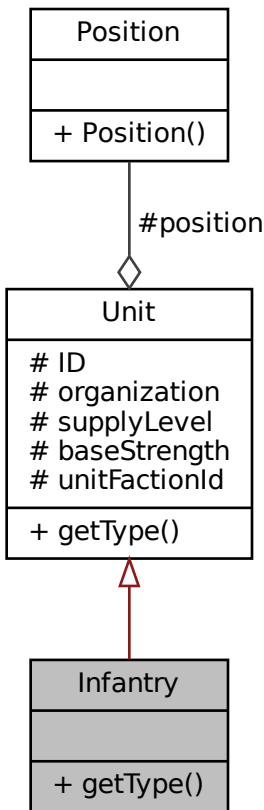 Position
+ Position()
#position
Unit
# ID
# organization
# supplyLevel
# baseStrength
# unitFactionId
+ getType()
Infantry
+ getType()